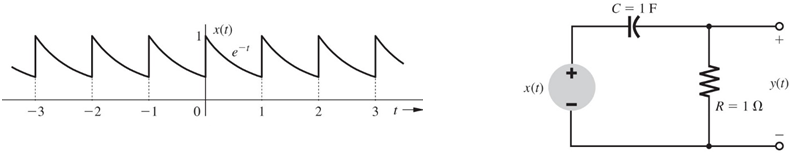 1 x(t)
e^{-t}
-3 -2 -1 0 1 2 3 t
C = 1 F
+
x(t)
+
-
R = 1 Ω
y(t)
-